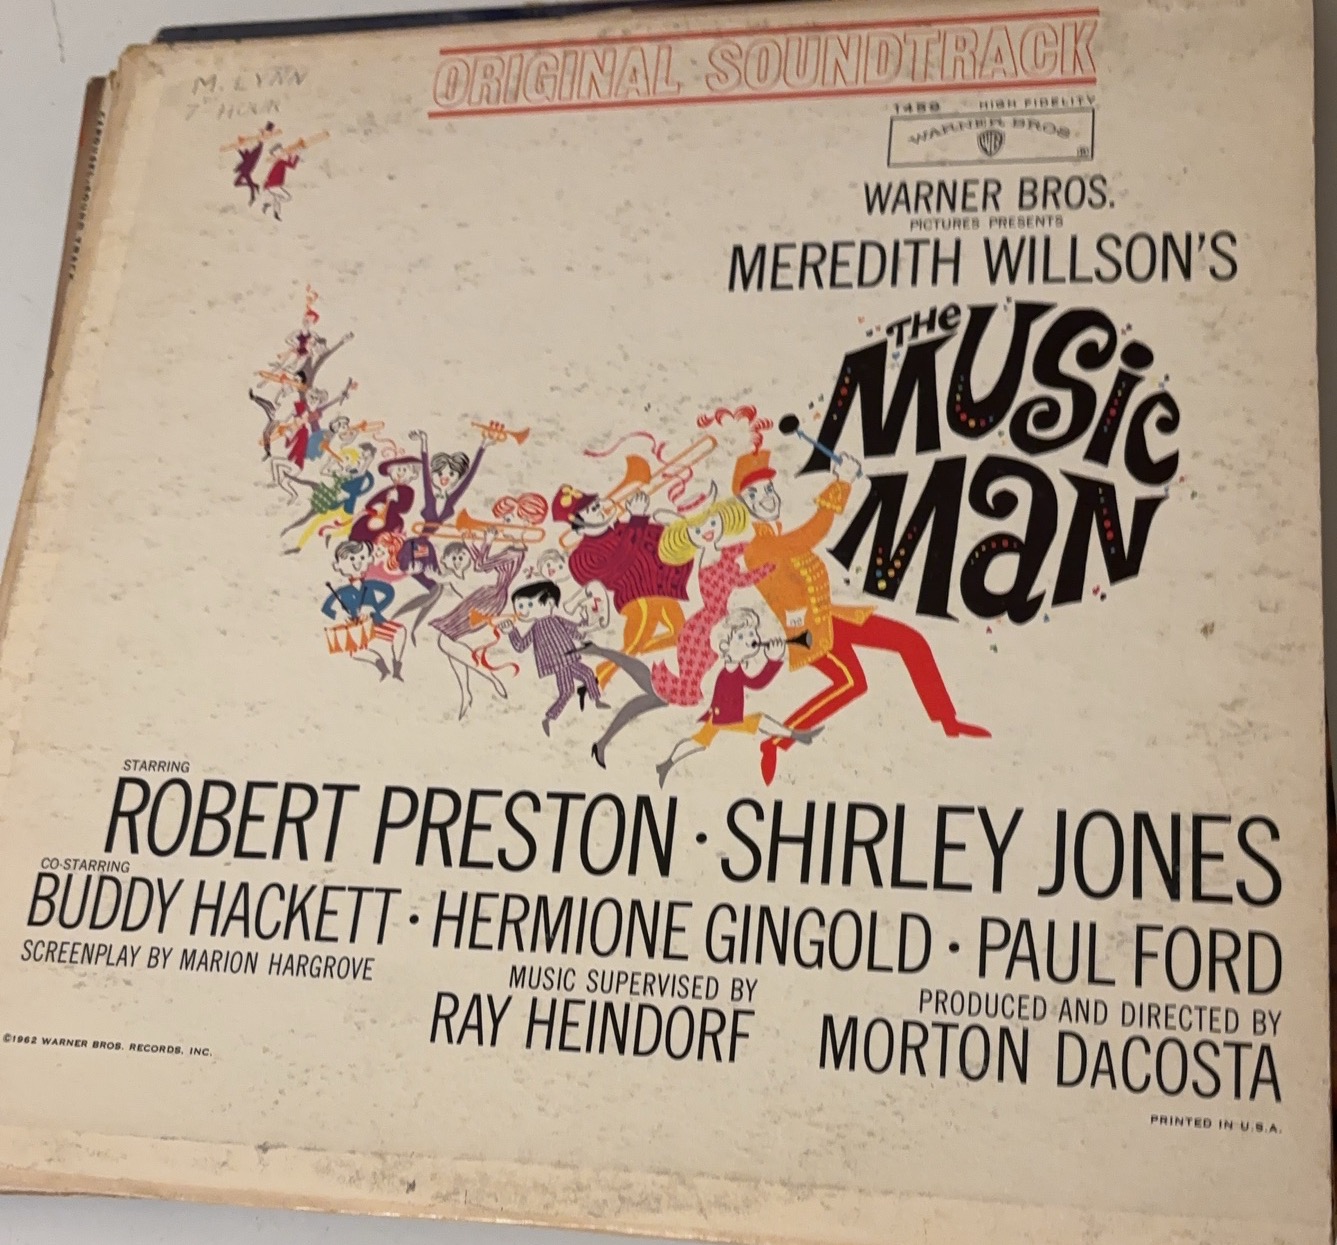 M. LYNN
7th HOUR
ORIGINAL SOUNDTRACK
HIGH FIDELITY
WARNER BROS.
WB
WARNER BROS.
PICTURES PRESENTS
MEREDITH WILLSON'S
THe
MUSiC
MaN
STARRING
ROBERT PRESTON · SHIRLEY JONES
CO-STARRING
BUDDY HACKETT · HERMIONE GINGOLD · PAUL FORD
SCREENPLAY BY MARION HARGROVE
MUSIC SUPERVISED BY
RAY HEINDORF
PRODUCED AND DIRECTED BY
MORTON DaCOSTA
©1962 WARNER BROS. RECORDS, INC.
PRINTED IN U.S.A.